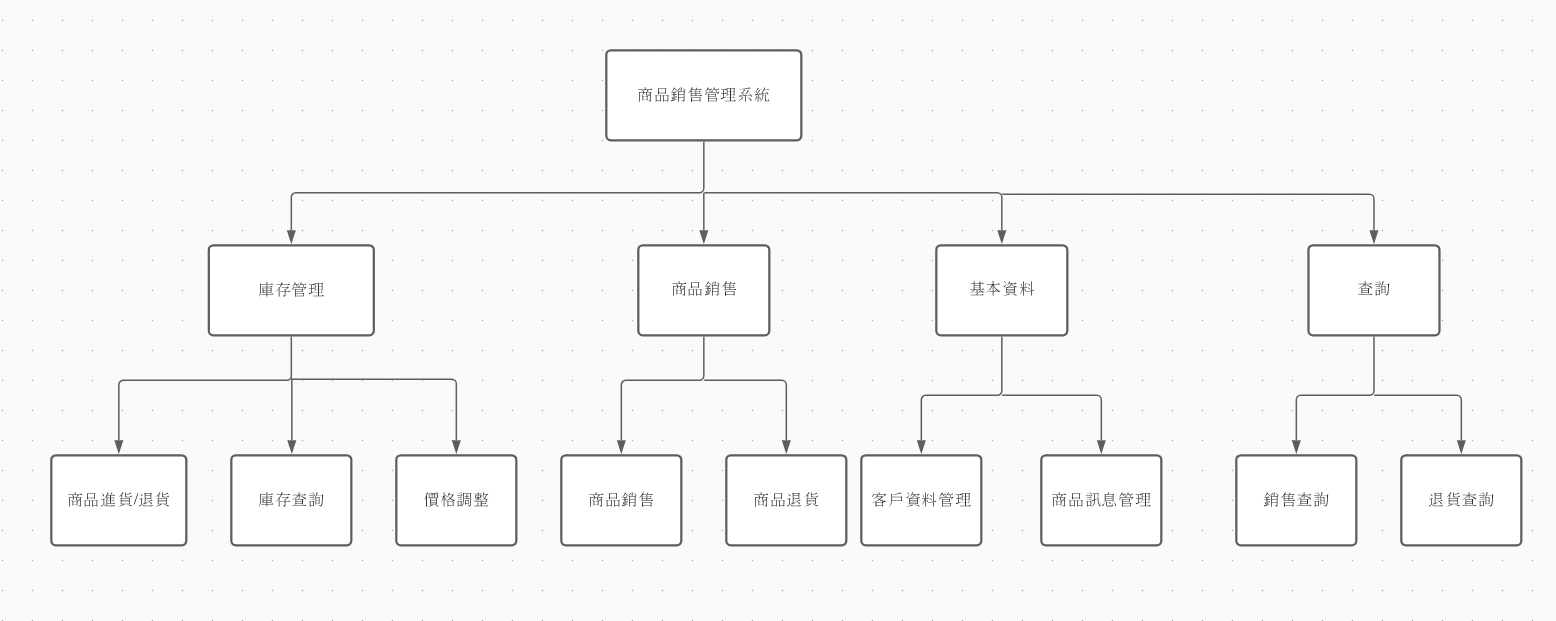 商品銷售管理系統
庫存管理
商品銷售
基本資料
查詢
商品進貨/退貨
庫存查詢
價格調整
商品銷售
商品退貨
客戶資料管理
商品訊息管理
銷售查詢
退貨查詢